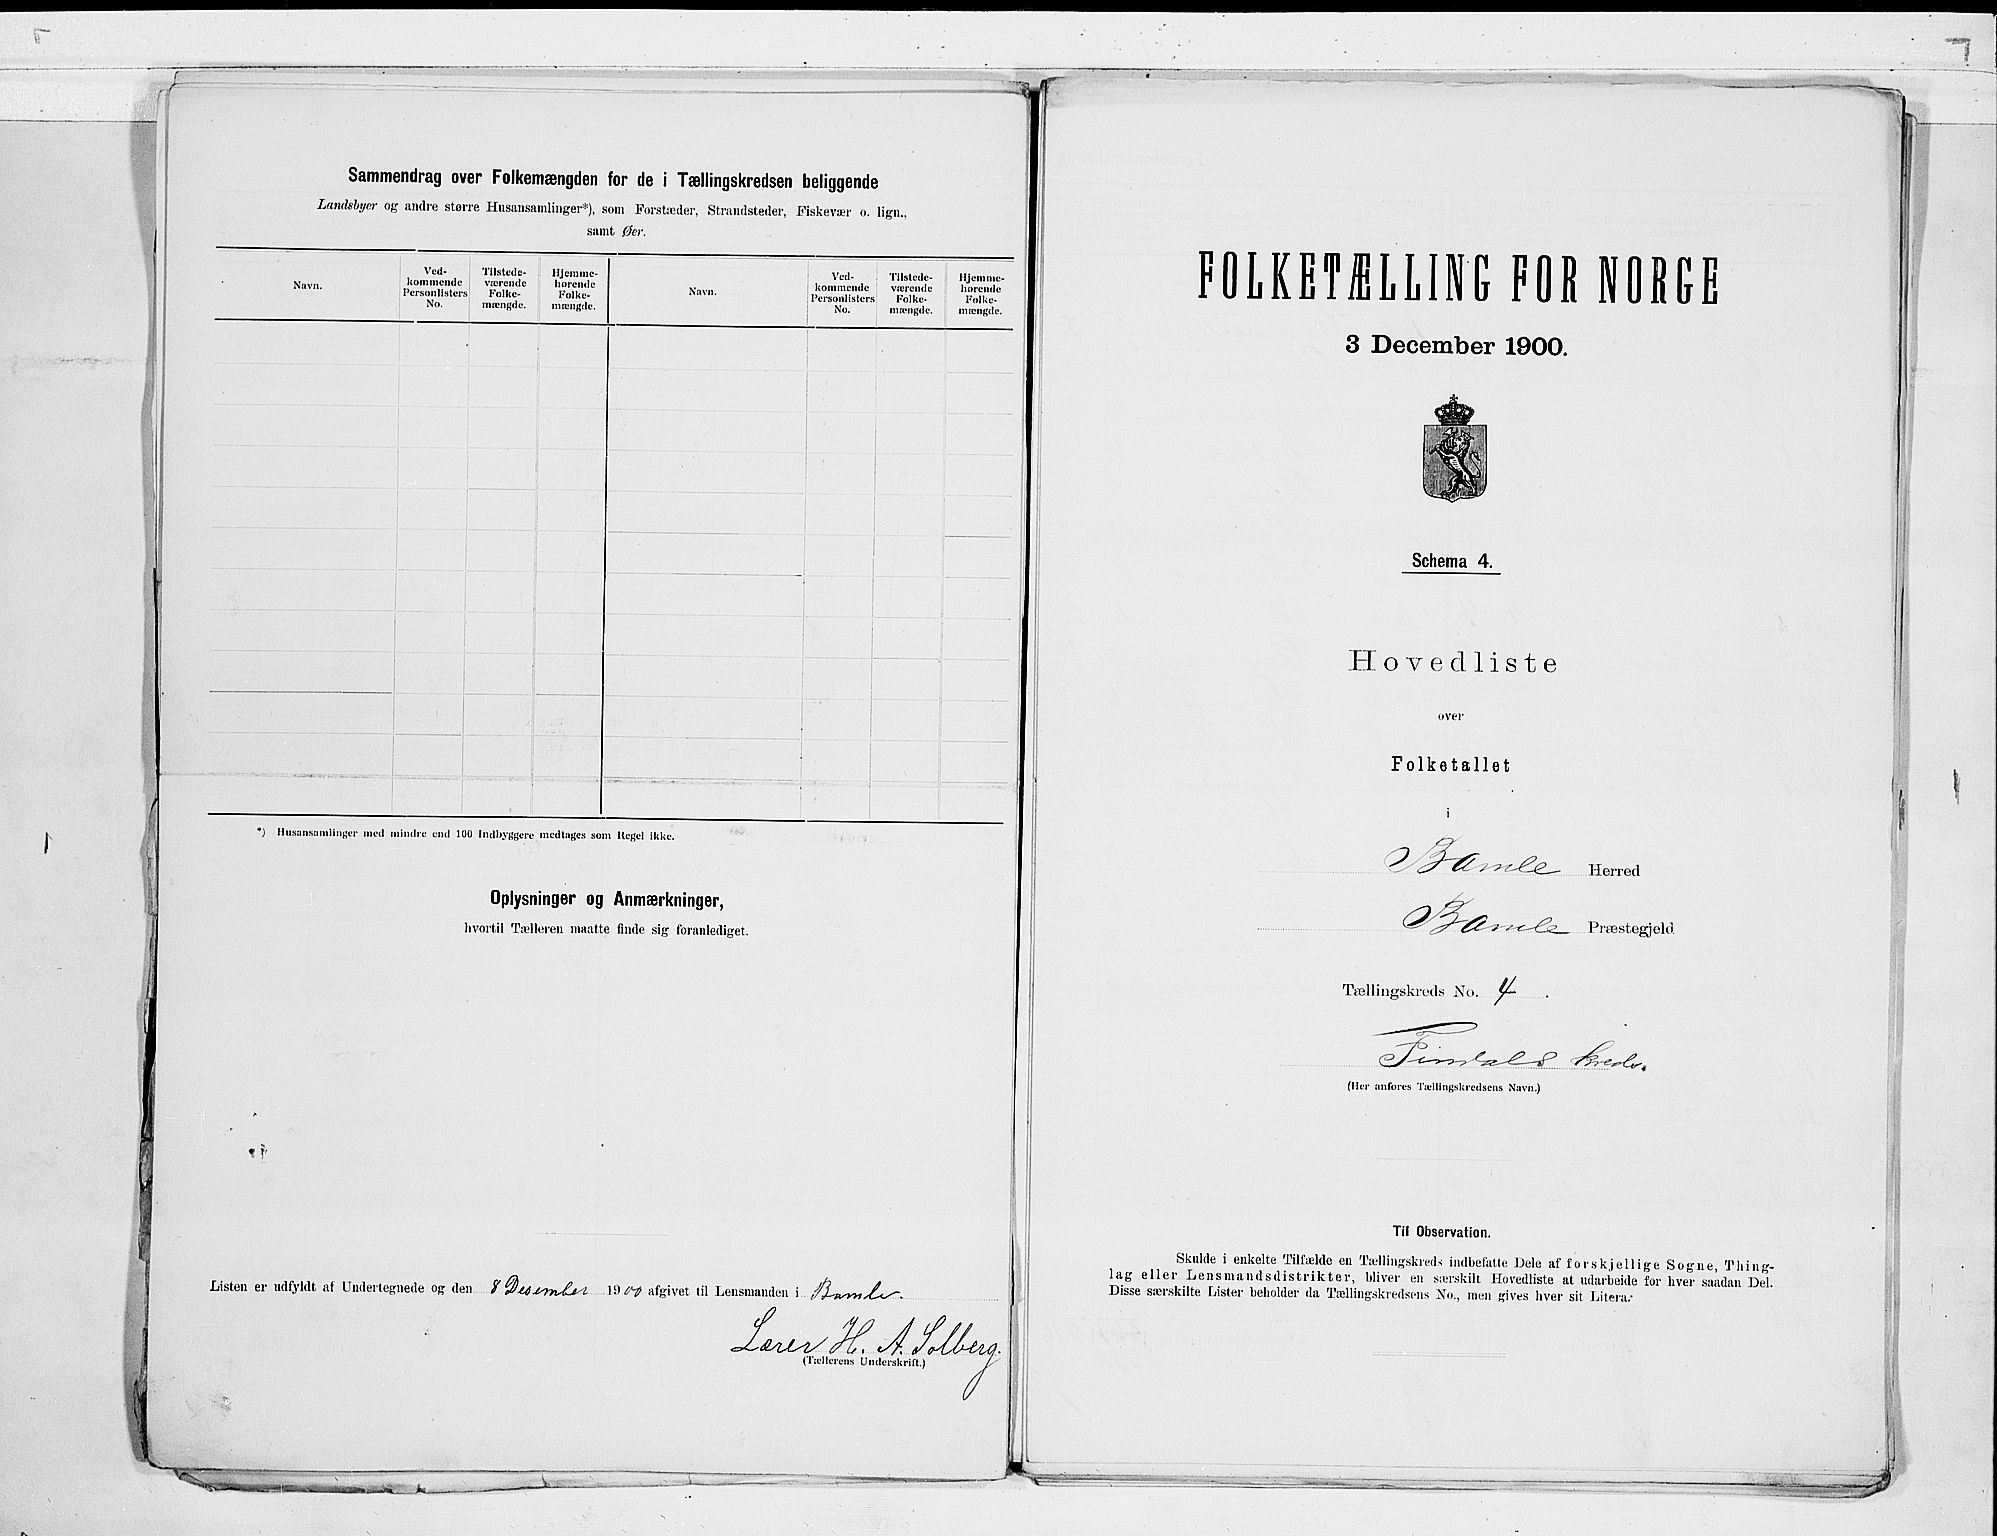 Sammendrag over Folkemængden for de i Tællingskredsen beliggende
Landsbyer og andre større Husansamlinger*), som Forstæder, Strandsteder, Fiskevær o. lign.,
samt Øer.
Navn.
Ved-
kommende
Personlisters
No.
Tilstede-
værende
Folke-
mængde.
Hjemme-
hørende
Folke-
mængde.
Navn.
Ved-
kommende
Personlisters
No.
Tilstede-
værende
Folke-
mængde.
Hjemme-
hørende
Folke-
mængde.
*) Husansamlinger med mindre end 100 Indbyggere medtages som Regel ikke.
Oplysninger og Anmærkninger,
hvortil Tælleren maatte finde sig foranlediget.
Listen er udfyldt af Undertegnede og den 8 Desember 1900 afgivet til Lensmanden i Bamle.
Lærer H. A. Solberg.
(Tællerens Underskrift.)
FOLKETÆLLING FOR NORGE
3 December 1900.
Schema 4.
Hovedliste
over
Folketallet
i
Bamle Herred
Bamle Præstegjeld
Tællingskreds No. 4.
Findals kreds.
(Her anføres Tællingskredsens Navn.)
Til Observation.
Skulde i enkelte Tilfælde en Tællingskreds indbefatte Dele af forskjellige Sogne, Thing-
lag eller Lensmandsdistrikter, bliver en særskilt Hovedliste at udarbeide for hver saadan Del.
Disse særskilte Lister beholder da Tællingskredsens No., men gives hver sit Litera.